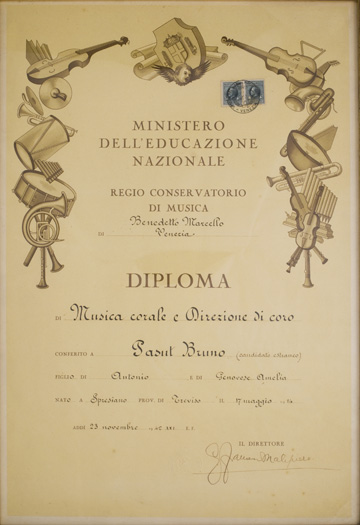 MINISTERO
DELL'EDUCAZIONE
NAZIONALE
REGIO CONSERVATORIO
DI MUSICA
Benedetto Marcello
DI Venezia
DIPLOMA
DI Musica corale e Direzione di coro
CONFERITO A Pasut Bruno (candidato estraneo)
FIGLIO DI Antonio E DI Genovese Amelia
NATO A Spresiano PROV. DI Treviso IL 17 maggio
ADDÌ 23 novembre
IL DIRETTORE